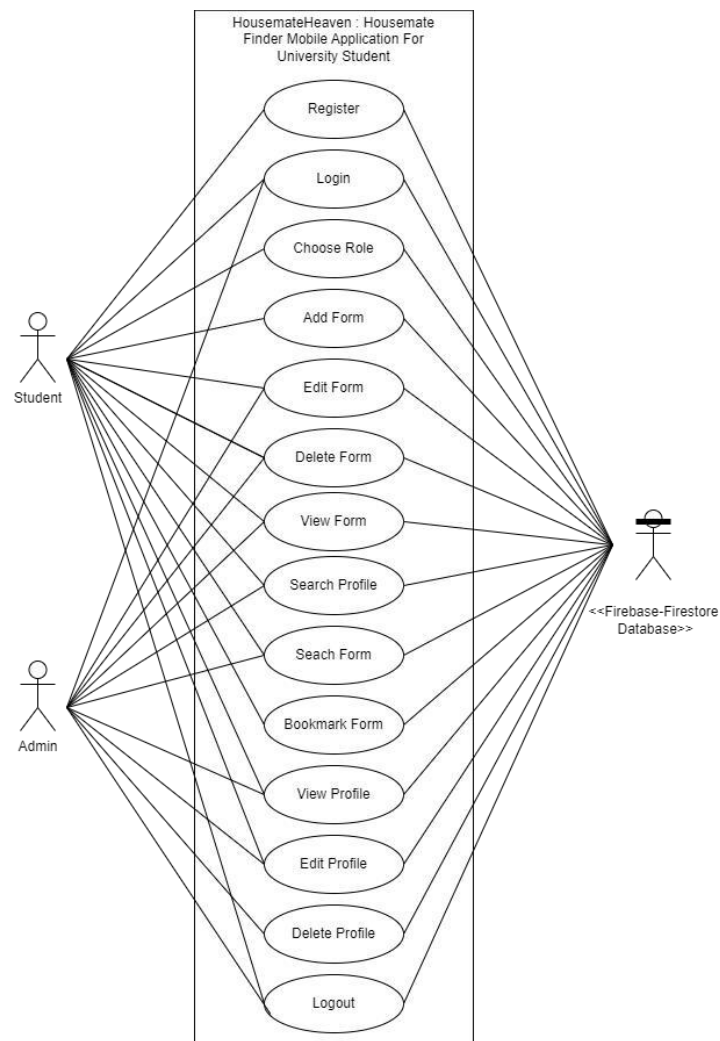 HousemateHeaven : Housemate
Finder Mobile Application For
University Student
Register
Login
Choose Role
Add Form
Edit Form
Student
Delete Form
View Form
Search Profile
<<Firebase-Firestore
Database>>
Seach Form
Bookmark Form
Admin
View Profile
Edit Profile
Delete Profile
Logout